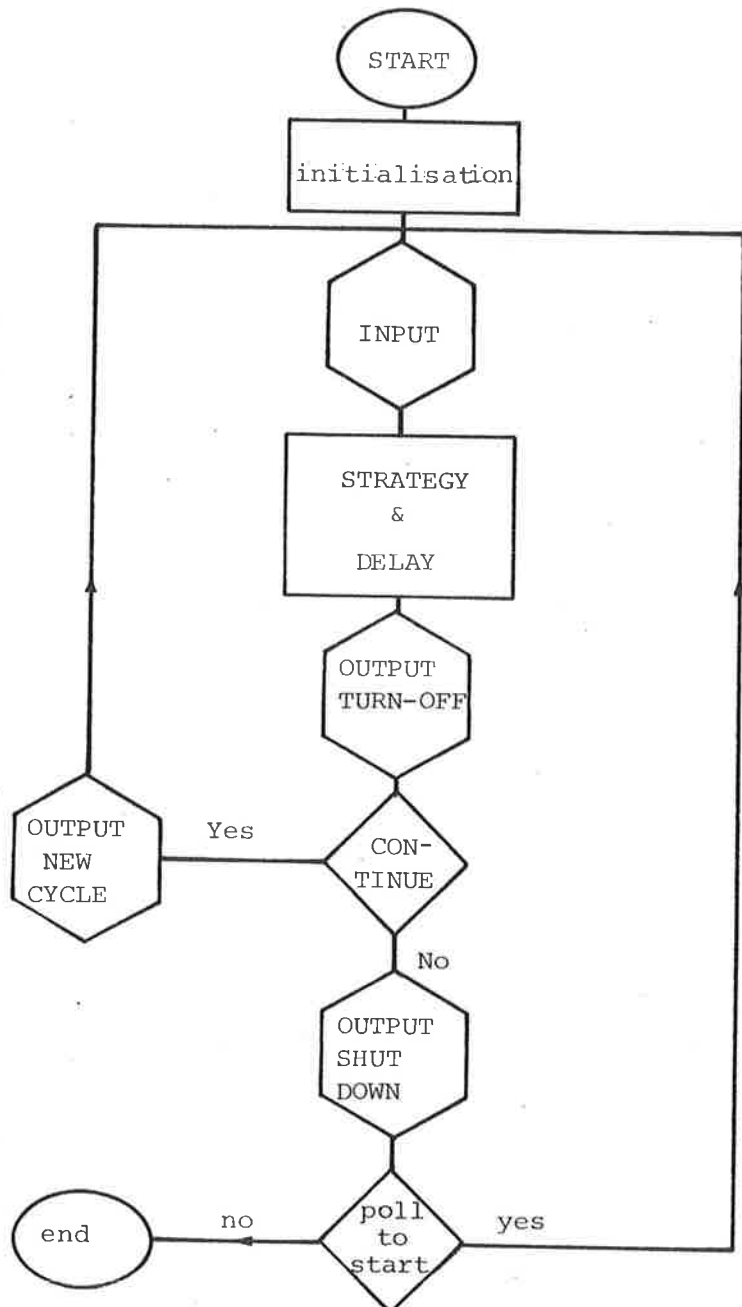 START
initialisation
INPUT
STRATEGY
&
DELAY
OUTPUT
TURN-OFF
CON-
TINUE
Yes
OUTPUT
NEW
CYCLE
No
OUTPUT
SHUT
DOWN
poll
to
start
no
yes
end